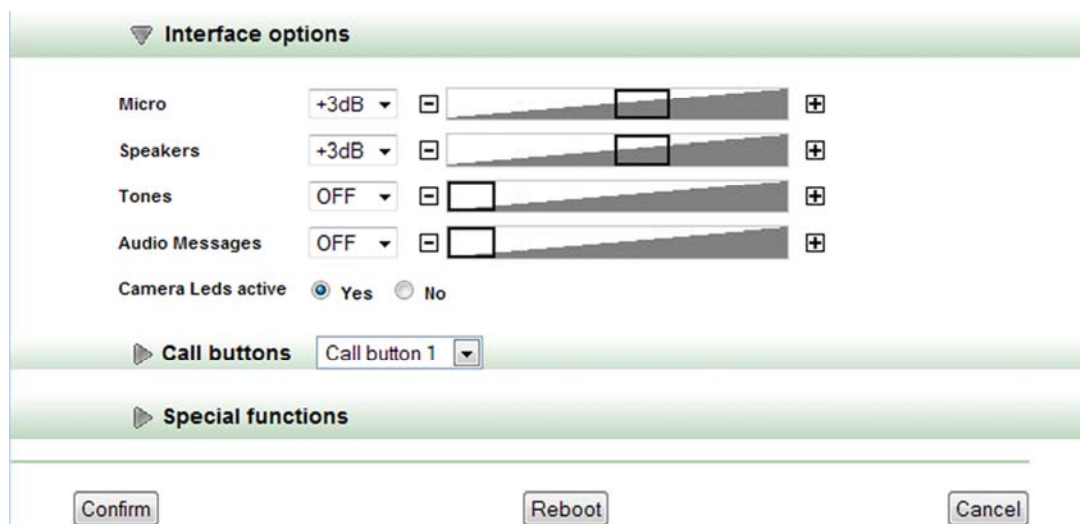 Interface options
Micro +3dB
Speakers +3dB
Tones OFF
Audio Messages OFF
Camera Leds active Yes No
Call buttons Call button 1
Special functions
Confirm Reboot Cancel